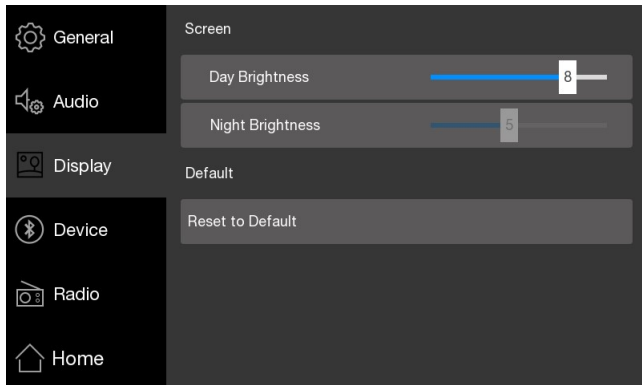 General
Audio
Display
Device
Radio
Home
Screen
Day Brightness 8
Night Brightness 5
Default
Reset to Default